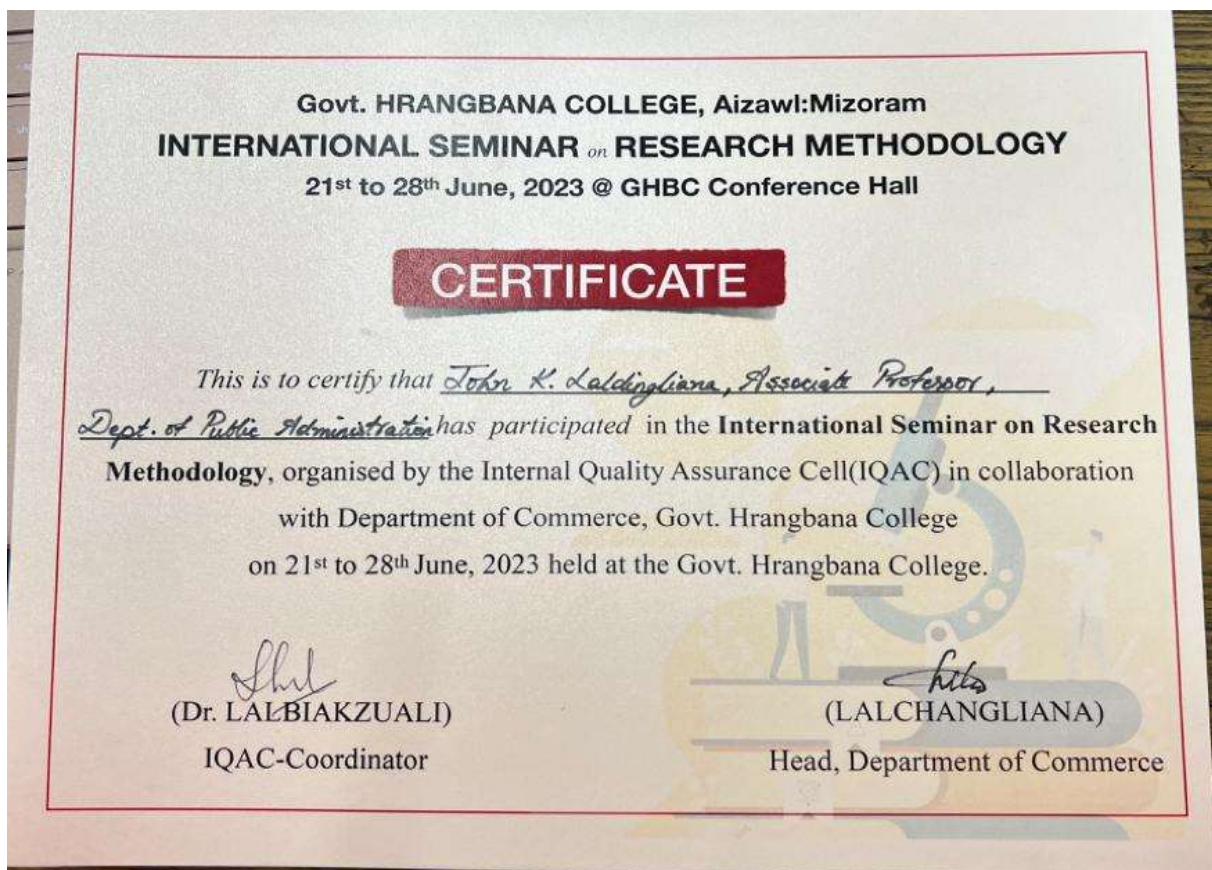 Govt. HRANGBANA COLLEGE, Aizawl:Mizoram
INTERNATIONAL SEMINAR on RESEARCH METHODOLOGY
21st to 28th June, 2023 @ GHBC Conference Hall
CERTIFICATE
This is to certify that John K. Laldingliana, Associate Professor,
Dept. of Public Administration has participated in the International Seminar on Research
Methodology, organised by the Internal Quality Assurance Cell(IQAC) in collaboration
with Department of Commerce, Govt. Hrangbana College
on 21st to 28th June, 2023 held at the Govt. Hrangbana College.
(Dr. LALBIAKZUALI)
IQAC-Coordinator
(LALCHANGLIANA)
Head, Department of Commerce